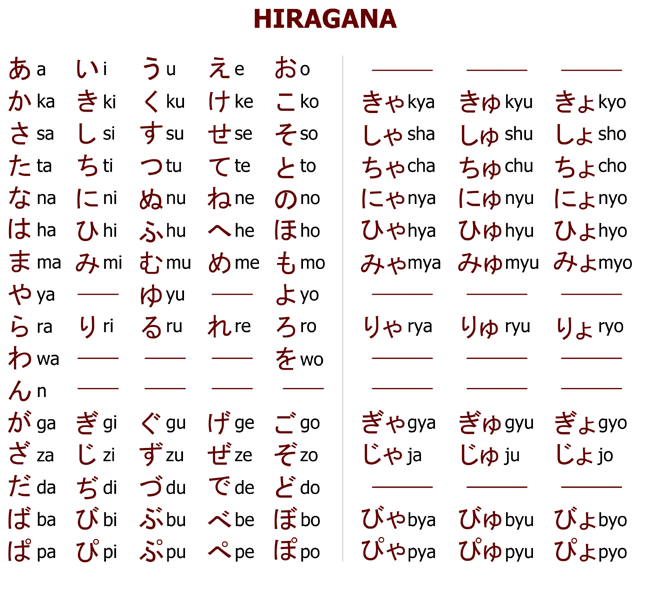 HIRAGANA
あ a い i う u え e お o
か ka き ki く ku け ke こ ko きゃ kya きゅ kyu きょ kyo
さ sa し si す su せ se そ so しゃ sha しゅ shu しょ sho
た ta ち ti つ tu て te と to ちゃ cha ちゅ chu ちょ cho
な na に ni ぬ nu ね ne の no にゃ nya にゅ nyu にょ nyo
は ha ひ hi ふ hu へ he ほ ho ひゃ hya ひゅ hyu ひょ hyo
ま ma み mi む mu め me も mo みゃ mya みゅ myu みょ myo
や ya ゆ yu よ yo
ら ra り ri る ru れ re ろ ro りゃ rya りゅ ryu りょ ryo
わ wa を wo
ん n
が ga ぎ gi ぐ gu げ ge ご go ぎゃ gya ぎゅ gyu ぎょ gyo
ざ za じ zi ず zu ぜ ze ぞ zo じゃ ja じゅ ju じょ jo
だ da ぢ di づ du で de ど do
ば ba び bi ぶ bu べ be ぼ bo びゃ bya びゅ byu びょ byo
ぱ pa ぴ pi ぷ pu ぺ pe ぽ po ぴゃ pya ぴゅ pyu ぴょ pyo